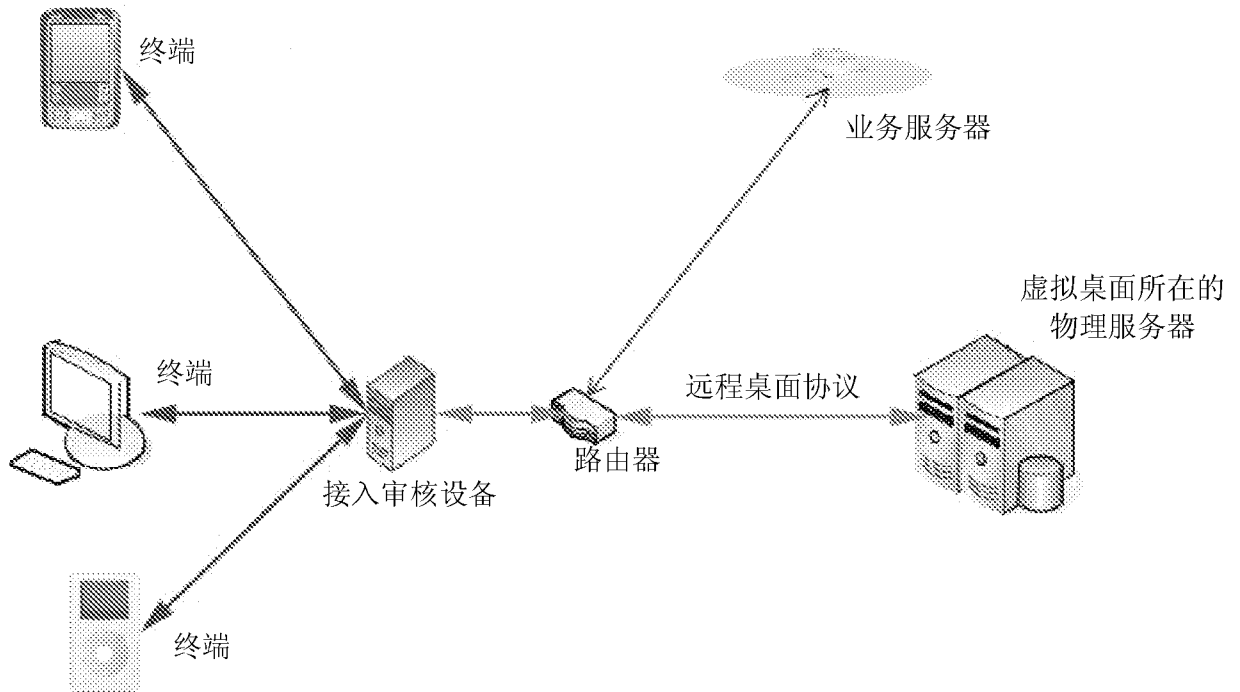 终端
业务服务器
虚拟桌面所在的
物理服务器
终端
远程桌面协议
路由器
接入审核设备
终端